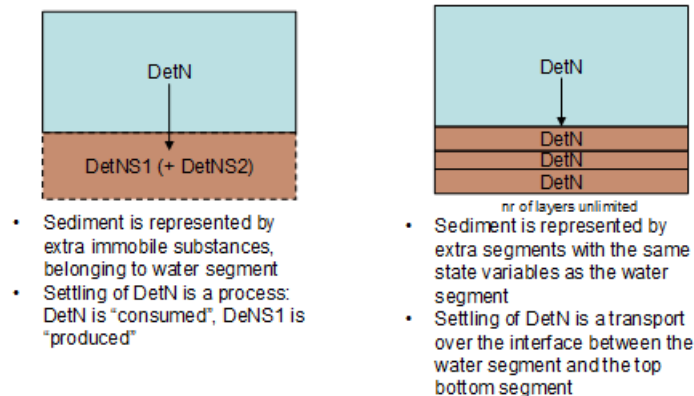 DetN
DetNS1 (+ DetNS2)
• Sediment is represented by
extra immobile substances,
belonging to water segment
• Settling of DetN is a process:
DetN is “consumed”, DeNS1 is
“produced”
DetN
DetN
DetN
DetN
nr of layers unlimited
• Sediment is represented by
extra segments with the same
state variables as the water
segment
• Settling of DetN is a transport
over the interface between the
water segment and the top
bottom segment